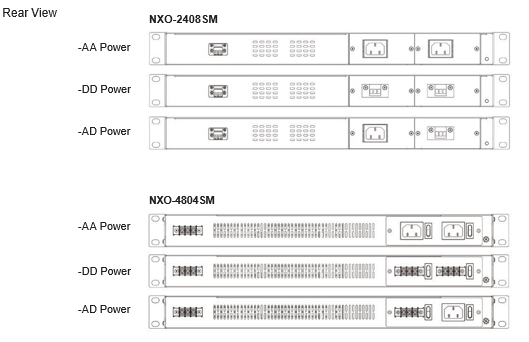 Rear View
NXO-2408SM
-AA Power
-DD Power
-AD Power
NXO-4804SM
-AA Power
-DD Power
-AD Power